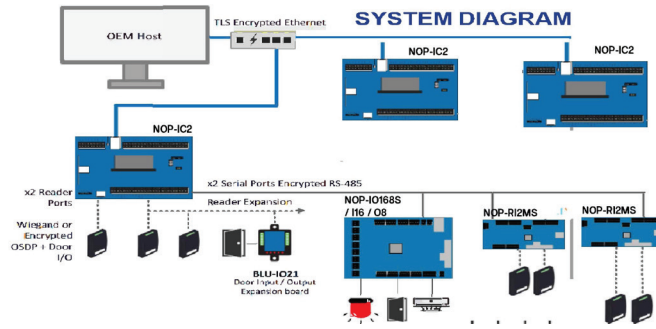 SYSTEM DIAGRAM
TLS Encrypted Ethernet
OEM Host
NOP-IC2
NOP-IC2
NOP-IC2
x2 Serial Ports Encrypted RS-485
x2 Reader
Ports
Reader Expansion
NOP-IO168S
/ I16 / O8
NOP-RI2MS
NOP-RI2MS
Wiegand or
Encrypted
OSDP + Door
I/O
BLU-IO21
Door Input / Output
Expansion board